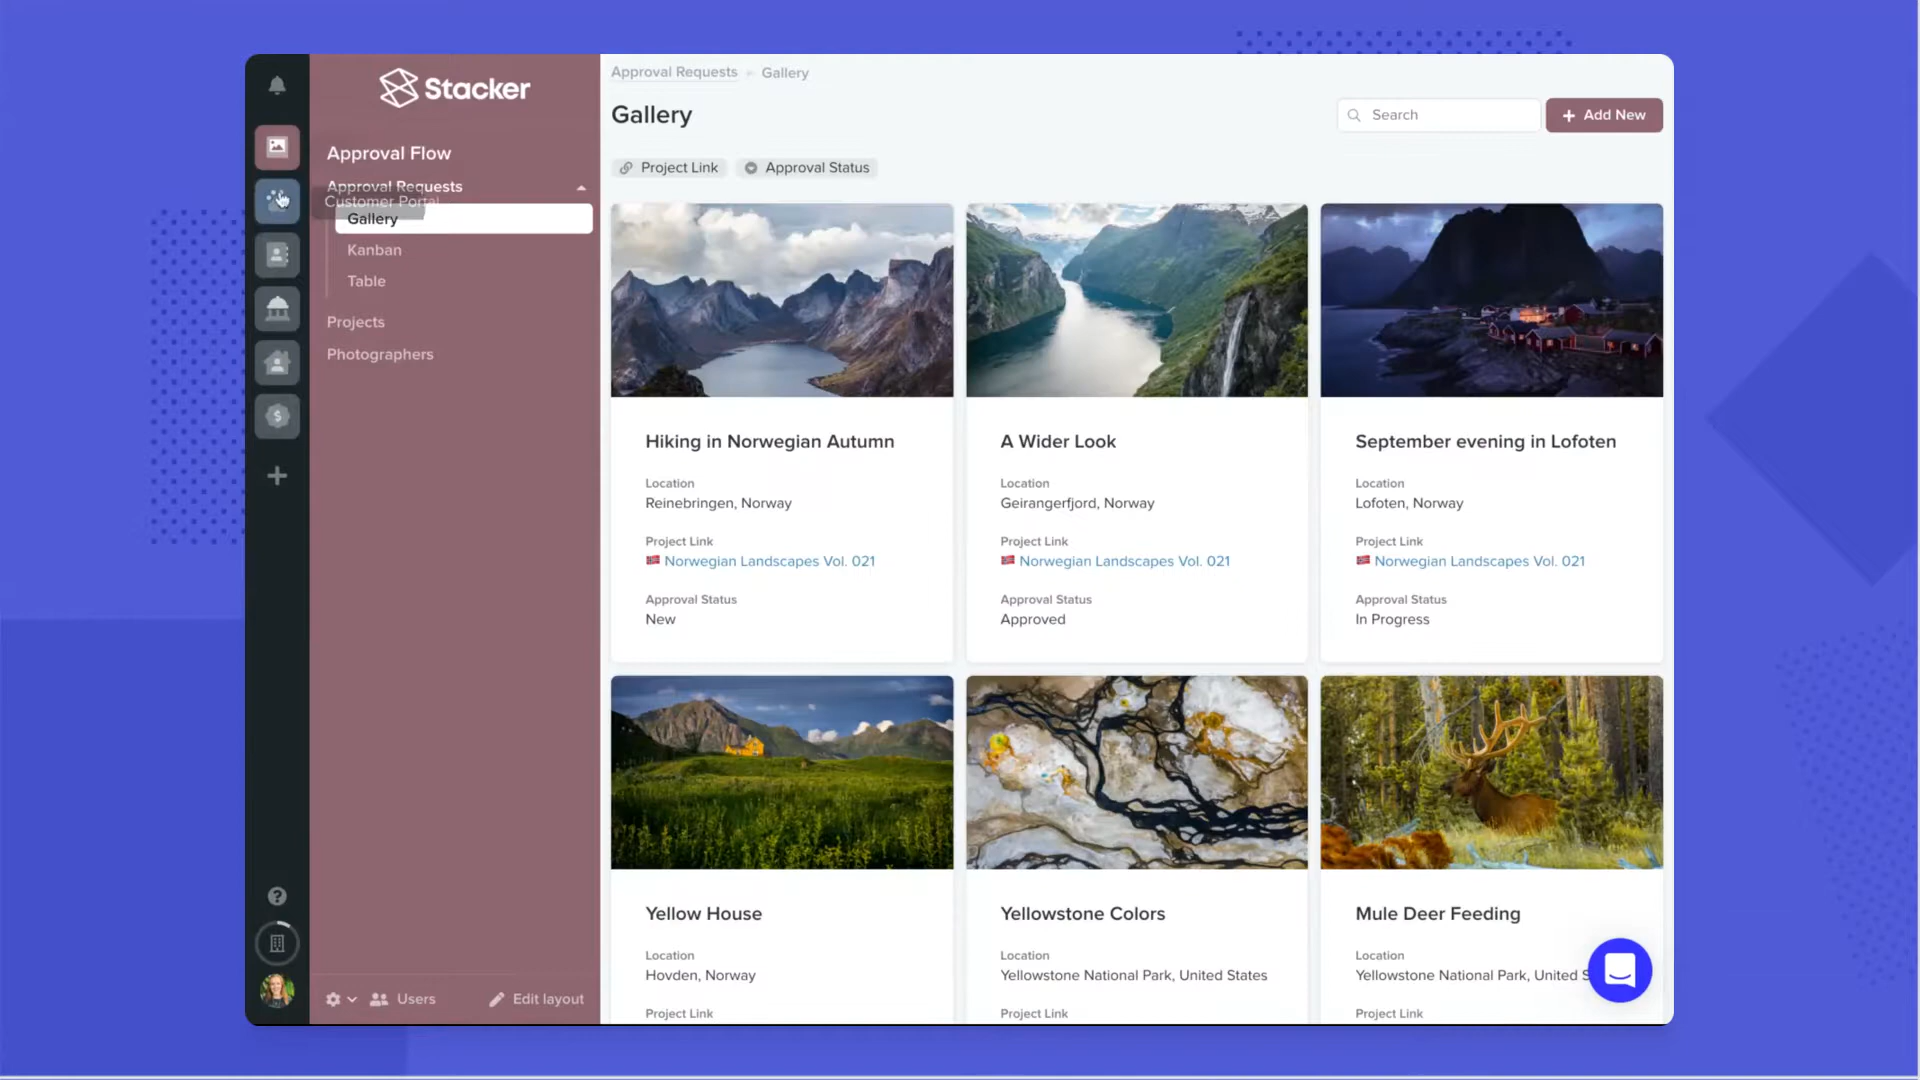 Stacker
Approval Flow
Approval Requests
Customer Portal
Gallery
Kanban
Table
Projects
Photographers
Users
Edit layout
Approval Requests
Gallery
Gallery
Search
+ Add New
Project Link
Approval Status
Hiking in Norwegian Autumn
Location
Reinebringen, Norway
Project Link
Norwegian Landscapes Vol. 021
Approval Status
New
A Wider Look
Location
Geirangerfjord, Norway
Project Link
Norwegian Landscapes Vol. 021
Approval Status
Approved
September evening in Lofoten
Location
Lofoten, Norway
Project Link
Norwegian Landscapes Vol. 021
Approval Status
In Progress
Yellow House
Location
Hovden, Norway
Project Link
Yellowstone Colors
Location
Yellowstone National Park, United States
Project Link
Mule Deer Feeding
Location
Yellowstone National Park, United S
Project Link